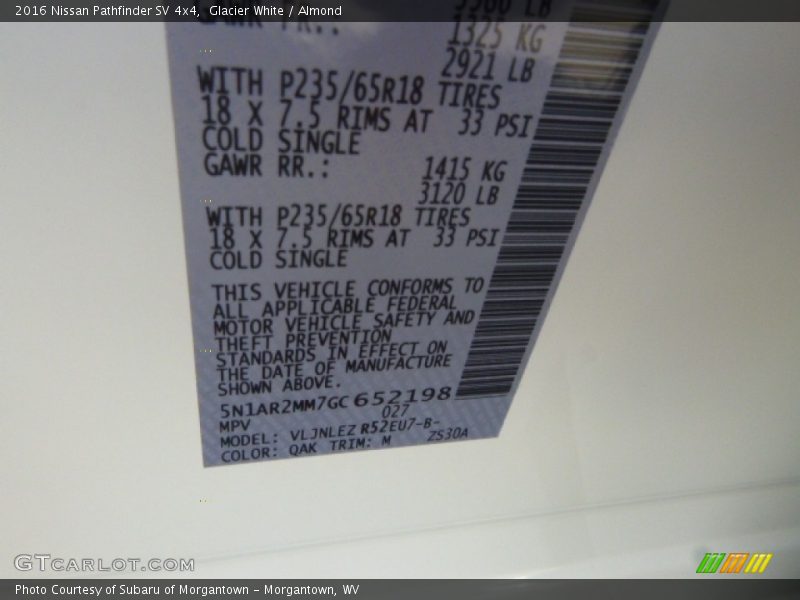 2016 Nissan Pathfinder SV 4x4,  Glacier White / Almond
1325 KG
2921 LB
WITH P235/65R18 TIRES
18 X 7.5 RIMS AT 33 PSI
COLD SINGLE
GAWR RR.: 1415 KG
3120 LB
WITH P235/65R18 TIRES
18 X 7.5 RIMS AT 33 PSI
COLD SINGLE
THIS VEHICLE CONFORMS TO
ALL APPLICABLE FEDERAL
MOTOR VEHICLE SAFETY AND
THEFT PREVENTION
STANDARDS IN EFFECT ON
THE DATE OF MANUFACTURE
SHOWN ABOVE.
5N1AR2MM7GC652198
MPV 027
MODEL: VLJNLEZ R52EU7-B-
COLOR: QAK TRIM: M ZS30A
GTCARLOT.COM
Photo Courtesy of Subaru of Morgantown - Morgantown, WV